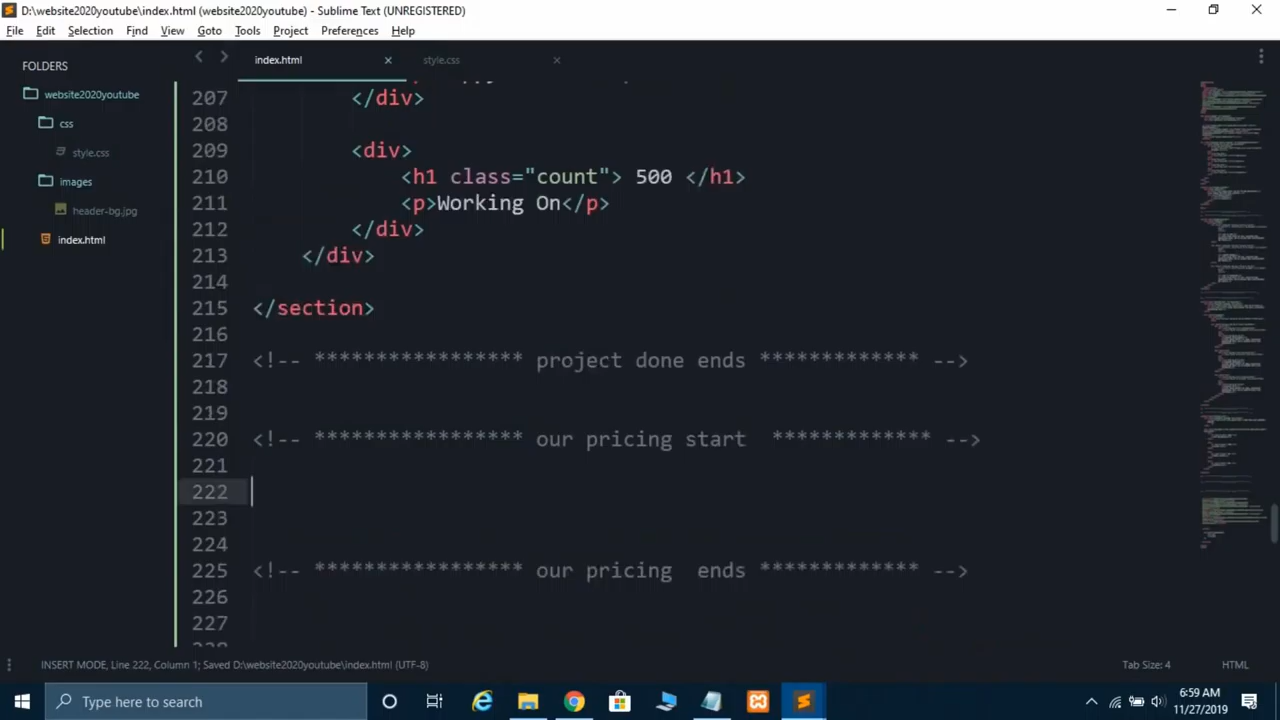 D:\website2020youtube\index.html (website2020youtube) - Sublime Text (UNREGISTERED)
File Edit Selection Find View Goto Tools Project Preferences Help
FOLDERS
website2020youtube
css
style.css
images
header-bg.jpg
index.html
index.html × style.css ×
207 </div>
208
209 <div>
210 <h1 class="count"> 500 </h1>
211 <p>Working On</p>
212 </div>
213 </div>
214
215 </section>
216
217 <!-- ***************** project done ends ************* -->
218
219
220 <!-- ***************** our pricing start  ************* -->
221
222
223
224
225 <!-- ***************** our pricing  ends ************* -->
226
227
INSERT MODE, Line 222, Column 1; Saved D:\website2020youtube\index.html (UTF-8) Tab Size: 4 HTML
Type here to search
6:59 AM
11/27/2019